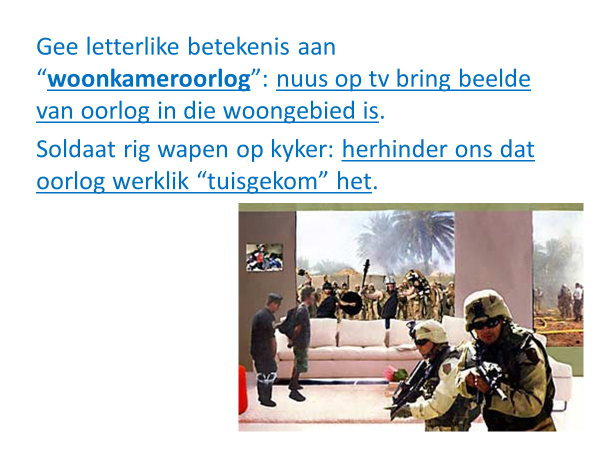 Gee letterlike betekenis aan
“woonkameroorlog”: nuus op tv bring beelde
van oorlog in die woongebied is.
Soldaat rig wapen op kyker: herhinder ons dat
oorlog werklik “tuisgekom” het.